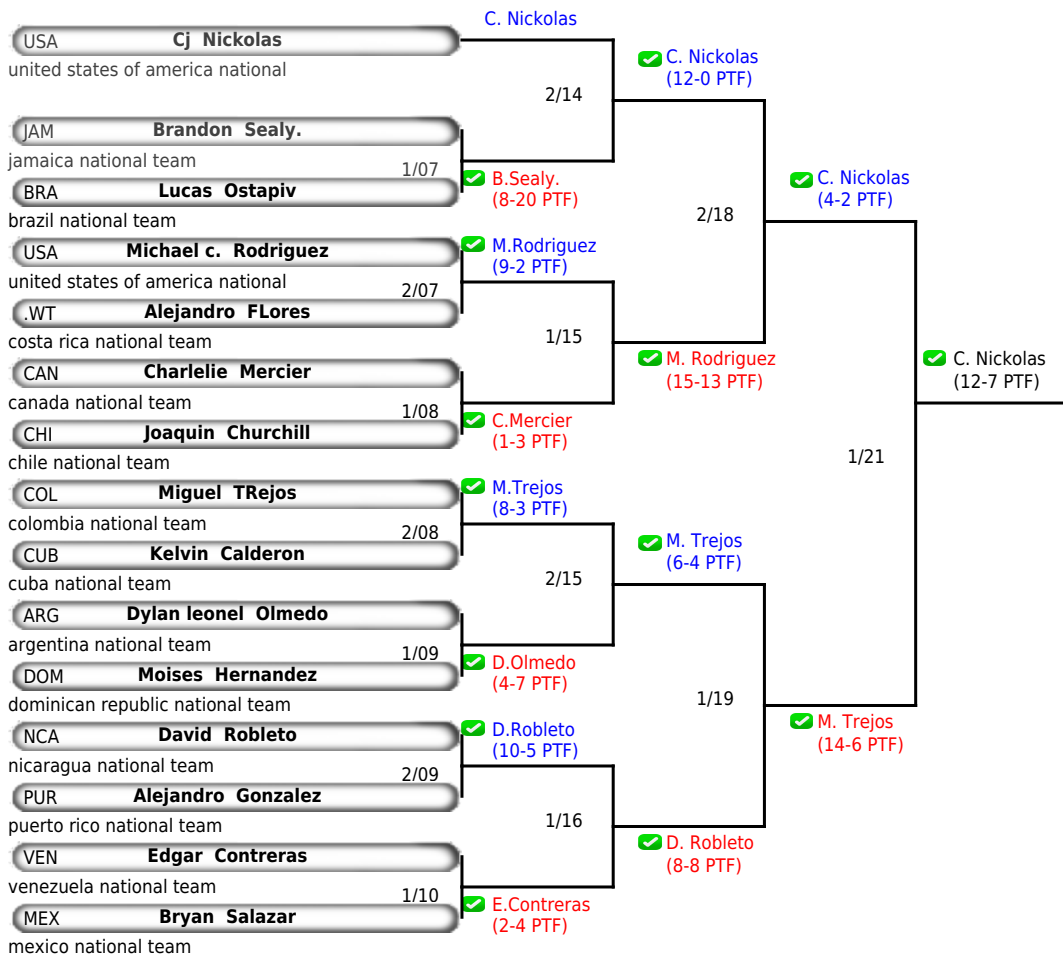 C. Nickolas
USA Cj Nickolas
united states of america national
C. Nickolas
(12-0 PTF)
2/14
JAM Brandon Sealy.
jamaica national team
1/07
BRA Lucas Ostapiv
brazil national team
B.Sealy.
(8-20 PTF)
C. Nickolas
(4-2 PTF)
2/18
USA Michael c. Rodriguez
united states of america national
M.Rodriguez
(9-2 PTF)
2/07
.WT Alejandro FLores
costa rica national team
1/15
M. Rodriguez
(15-13 PTF)
C. Nickolas
(12-7 PTF)
CAN Charlelie Mercier
canada national team
1/08
CHI Joaquin Churchill
chile national team
C.Mercier
(1-3 PTF)
1/21
COL Miguel TRejos
colombia national team
M.Trejos
(8-3 PTF)
2/08
CUB Kelvin Calderon
cuba national team
M. Trejos
(6-4 PTF)
2/15
ARG Dylan leonel Olmedo
argentina national team
1/09
DOM Moises Hernandez
dominican republic national team
D.Olmedo
(4-7 PTF)
1/19
NCA David Robleto
nicaragua national team
D.Robleto
(10-5 PTF)
M. Trejos
(14-6 PTF)
2/09
PUR Alejandro Gonzalez
puerto rico national team
1/16
D. Robleto
(8-8 PTF)
VEN Edgar Contreras
venezuela national team
1/10
MEX Bryan Salazar
mexico national team
E.Contreras
(2-4 PTF)